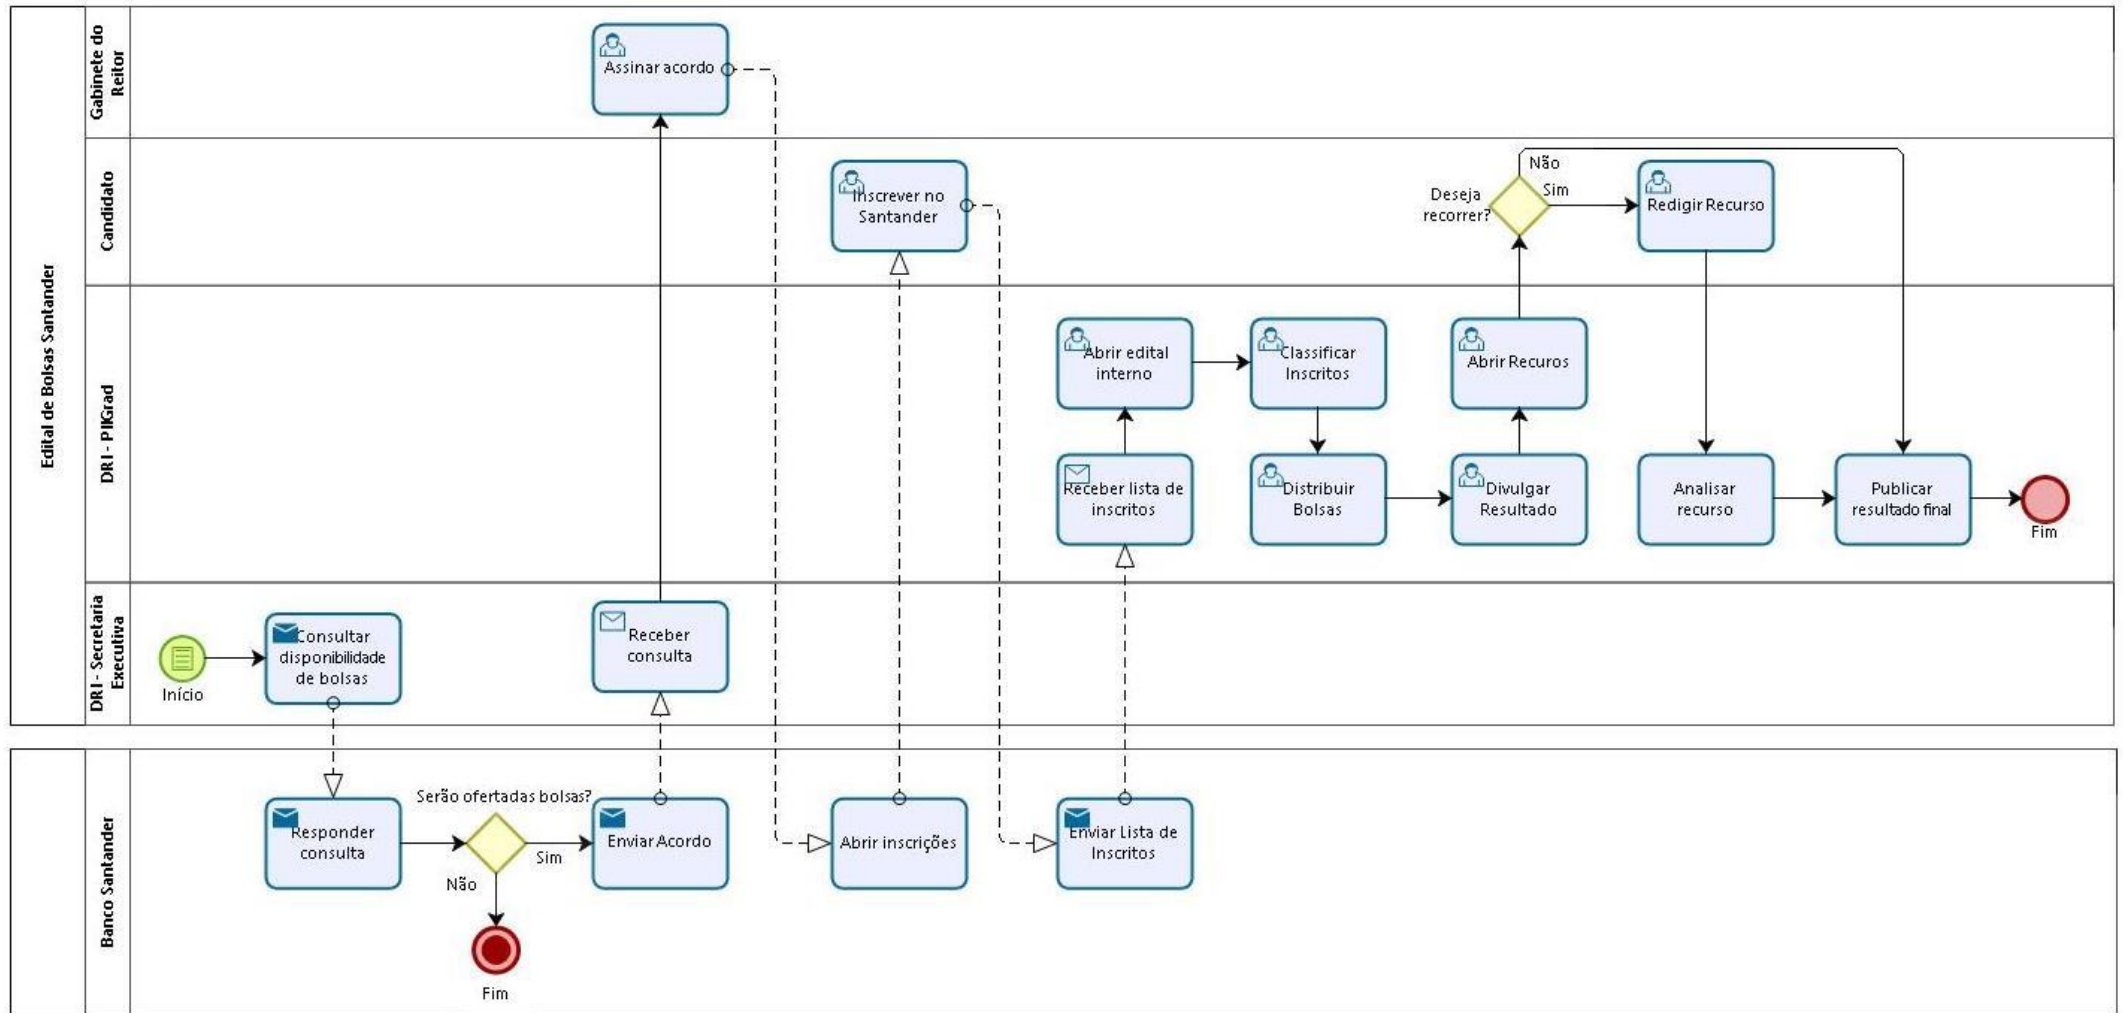 Edital de Bolsas Santander
Gabinete do
Reitor
Assinar acordo
Candidato
Inscrever no
Santander
Deseja
recorrer?
Não
Sim
Redigir Recurso
DRI - PIKGrad
Abrir edital
interno
Classificar
Inscritos
Abrir Recuros
Receber lista de
inscritos
Distribuir
Bolsas
Divulgar
Resultado
Analisar
recurso
Publicar
resultado final
Fim
DRI - Secretaria
Executiva
Início
Consultar
disponibilidade
de bolsas
Receber
consulta
Banco Santander
Responder
consulta
Serão ofertadas bolsas?
Sim
Não
Fim
Enviar Acordo
Abrir inscrições
Enviar Lista de
Inscritos